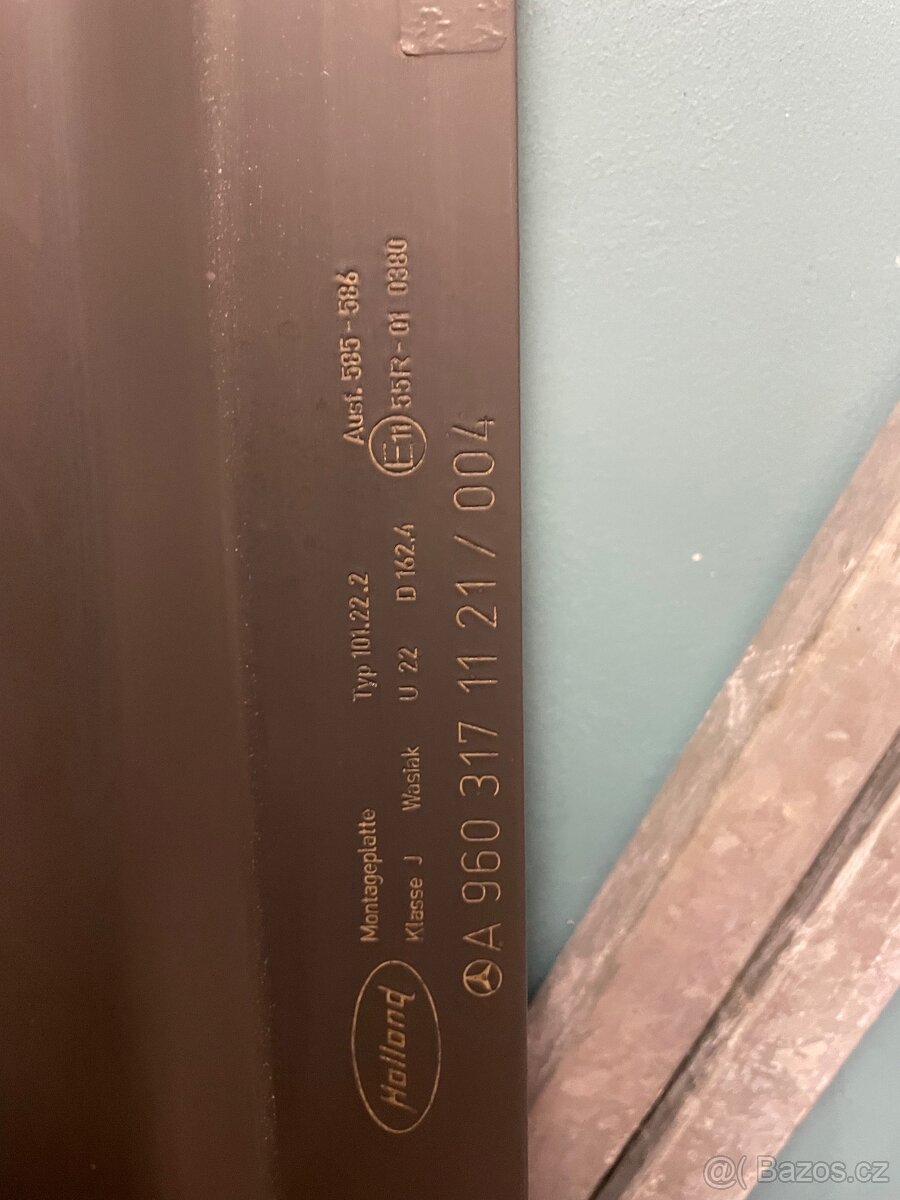 Holland
Montageplatte Typ 101.22.2 Ausf. 585-586
Klasse J Wasiak U 22 D 162.4 E11 55R-01 0380
A 960 317 11 21 / 004
@( Bazos.cz